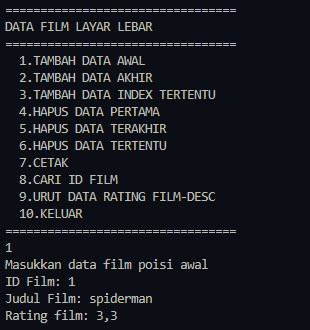 =================================
DATA FILM LAYAR LEBAR
=================================
1.TAMBAH DATA AWAL
2.TAMBAH DATA AKHIR
3.TAMBAH DATA INDEX TERTENTU
4.HAPUS DATA PERTAMA
5.HAPUS DATA TERAKHIR
6.HAPUS DATA TERTENTU
7.CETAK
8.CARI ID FILM
9.URUT DATA RATING FILM-DESC
10.KELUAR
=================================
1
Masukkan data film poisi awal
ID Film: 1
Judul Film: spiderman
Rating film: 3,3